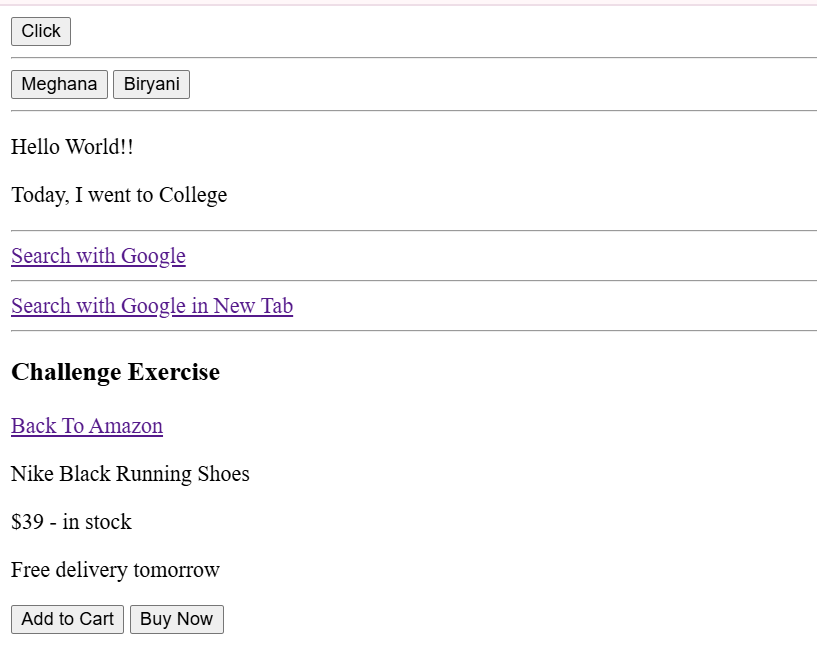 Click
Meghana Biryani
Hello World!!
Today, I went to College
Search with Google
Search with Google in New Tab
Challenge Exercise
Back To Amazon
Nike Black Running Shoes
$39 - in stock
Free delivery tomorrow
Add to Cart Buy Now